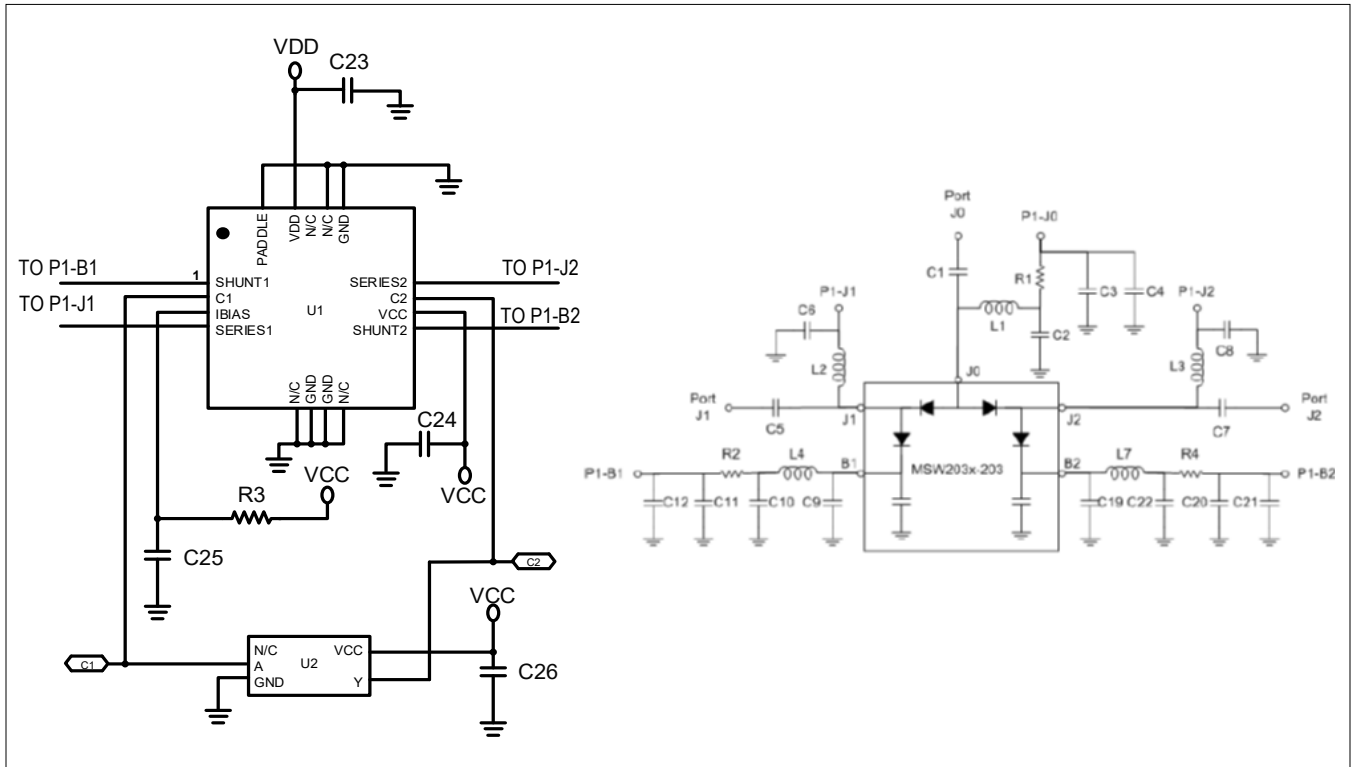 VDD
C23
PADDLE
VDD
N/C
N/C
GND
TO P1-B1
1
SHUNT1
C1
TO P1-J1
IBIAS
SERIES1
U1
SERIES2
TO P1-J2
C2
VCC
SHUNT2
TO P1-B2
N/C
GND
GND
N/C
C24
VCC
VCC
R3
C25
C2
VCC
C1
N/C
A
GND
U2
VCC
Y
C26
Port
J0
P1-J0
C1
R1
C3
C4
L1
C2
P1-J1
C6
L2
P1-J2
C8
L3
J0
Port
J1
C5
J1
J2
C7
Port
J2
P1-B1
R2
L4
B1
MSW203x-203
B2
L7
R4
P1-B2
C12
C11
C10
C9
C19
C22
C20
C21